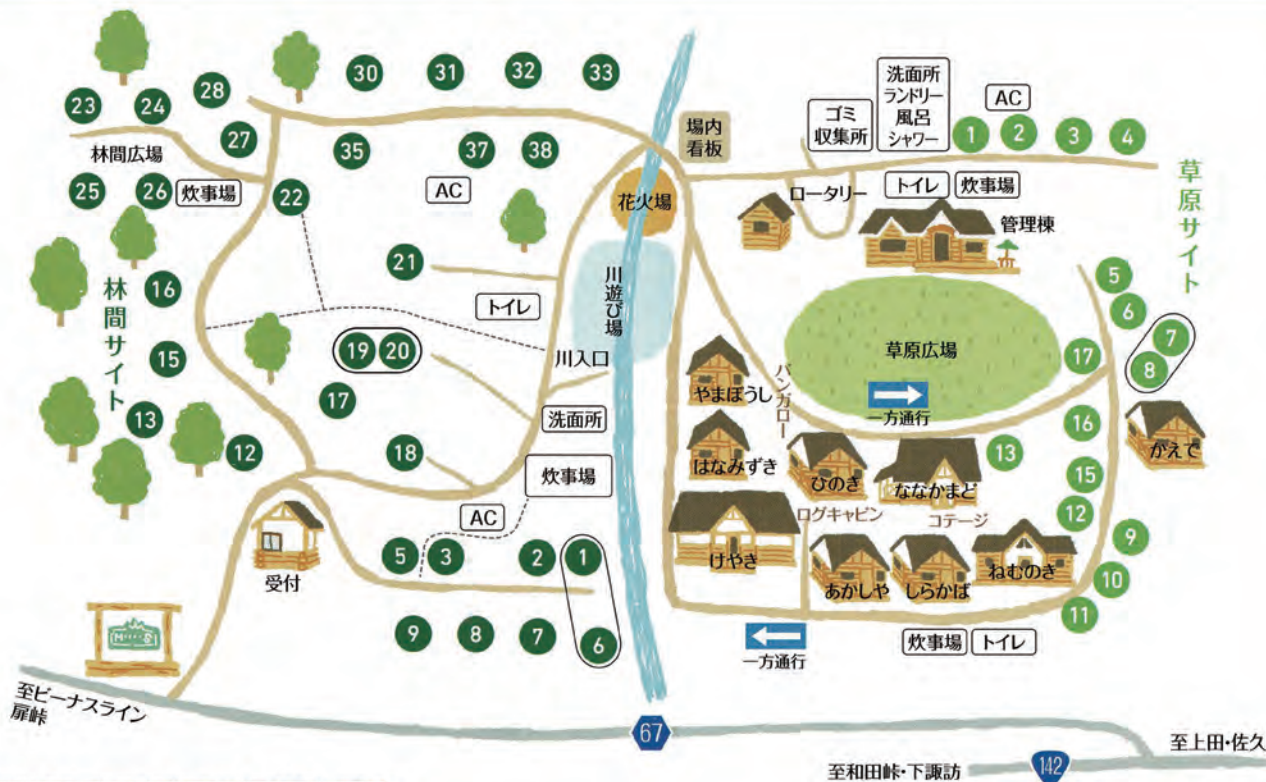 23
24
28
30
31
32
33
27
35
37
38
林間広場
25
26
炊事場
22
AC
21
トイレ
16
林間サイト
15
13
12
19
20
17
18
川入口
洗面所
炊事場
AC
受付
5
3
2
1
9
8
7
6
花火場
川遊び場
場内
看板
ゴミ
収集所
洗面所
ランドリー
風呂
シャワー
AC
1
2
3
4
草原サイト
ロータリー
トイレ
炊事場
管理棟
5
6
7
8
17
草原広場
一方通行
バンガロー
やまぼうし
はなみずき
ひのき
ななかまど
13
16
かえで
15
12
9
10
11
ログキャビン
コテージ
けやき
あかしや
しらかば
ねむのき
一方通行
炊事場
トイレ
至ビーナスライン
扉峠
67
至上田・佐久
至和田峠・下諏訪
142